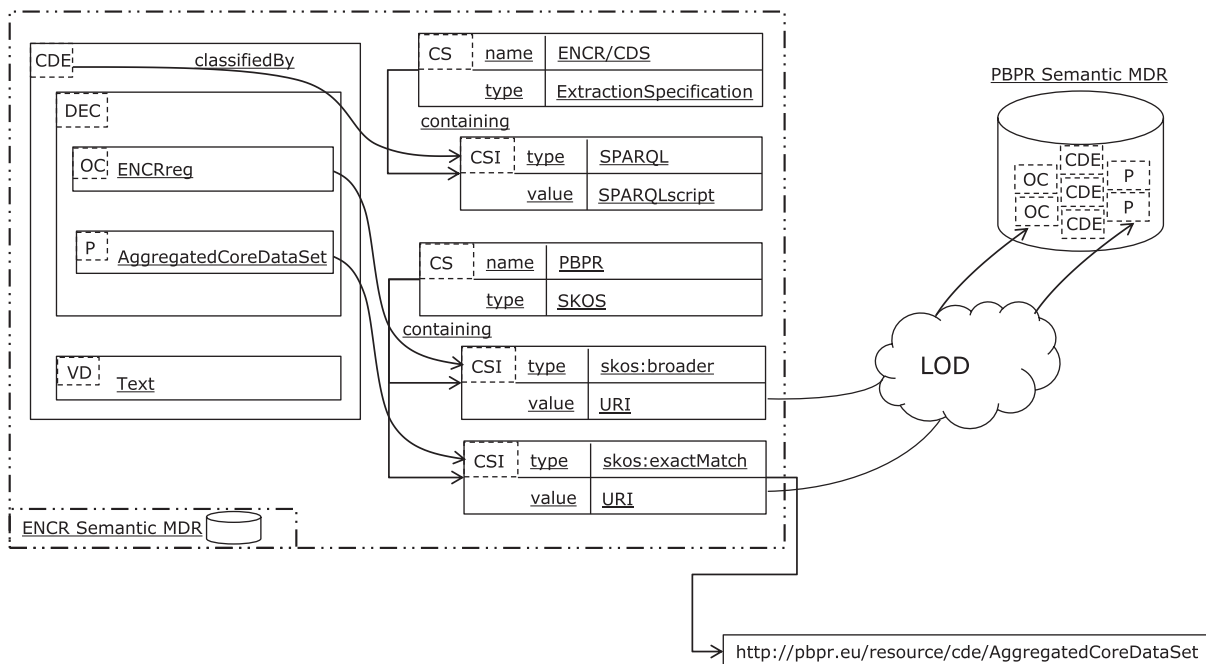 CDE
classifiedBy
DEC
OC
ENCRreg
P
AggregatedCoreDataSet
VD
Text
CS
name
ENCR/CDS
type
ExtractionSpecification
containing
CSI
type
SPARQL
value
SPARQLscript
CS
name
PBPR
type
SKOS
containing
CSI
type
skos:broader
value
URI
CSI
type
skos:exactMatch
value
URI
ENCR Semantic MDR
PBPR Semantic MDR
CDE
OC
P
CDE
OC
P
CDE
LOD
http://pbpr.eu/resource/cde/AggregatedCoreDataSet